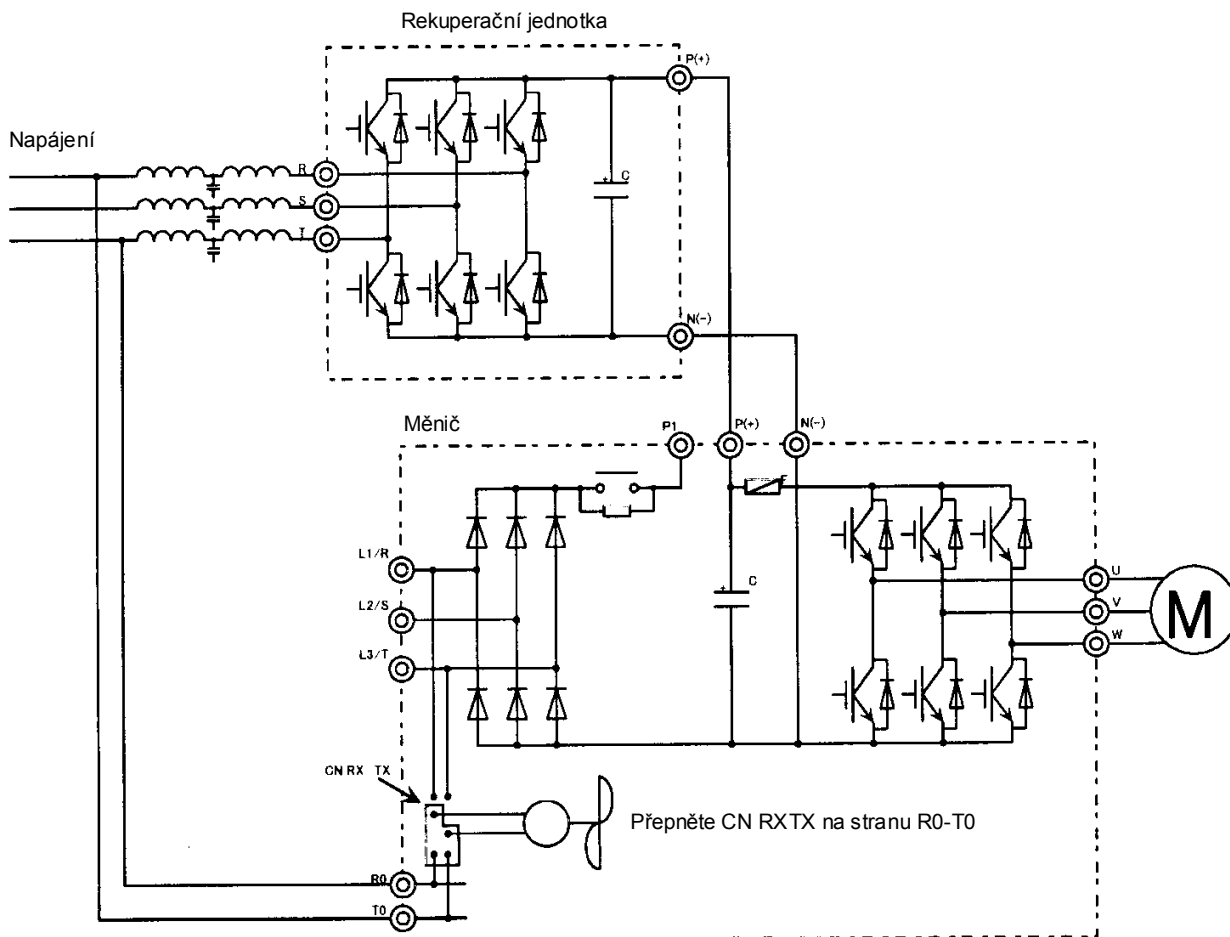 Rekuperační jednotka
P(+)
Napájení
R
S
T
C
N(-)
Měnič
P1
P(+)
N(-)
F
L1/R
L2/S
L3/T
C
U
V
W
M
CN RX TX
Přepněte CN RXTX na stranu R0-T0
R0
T0